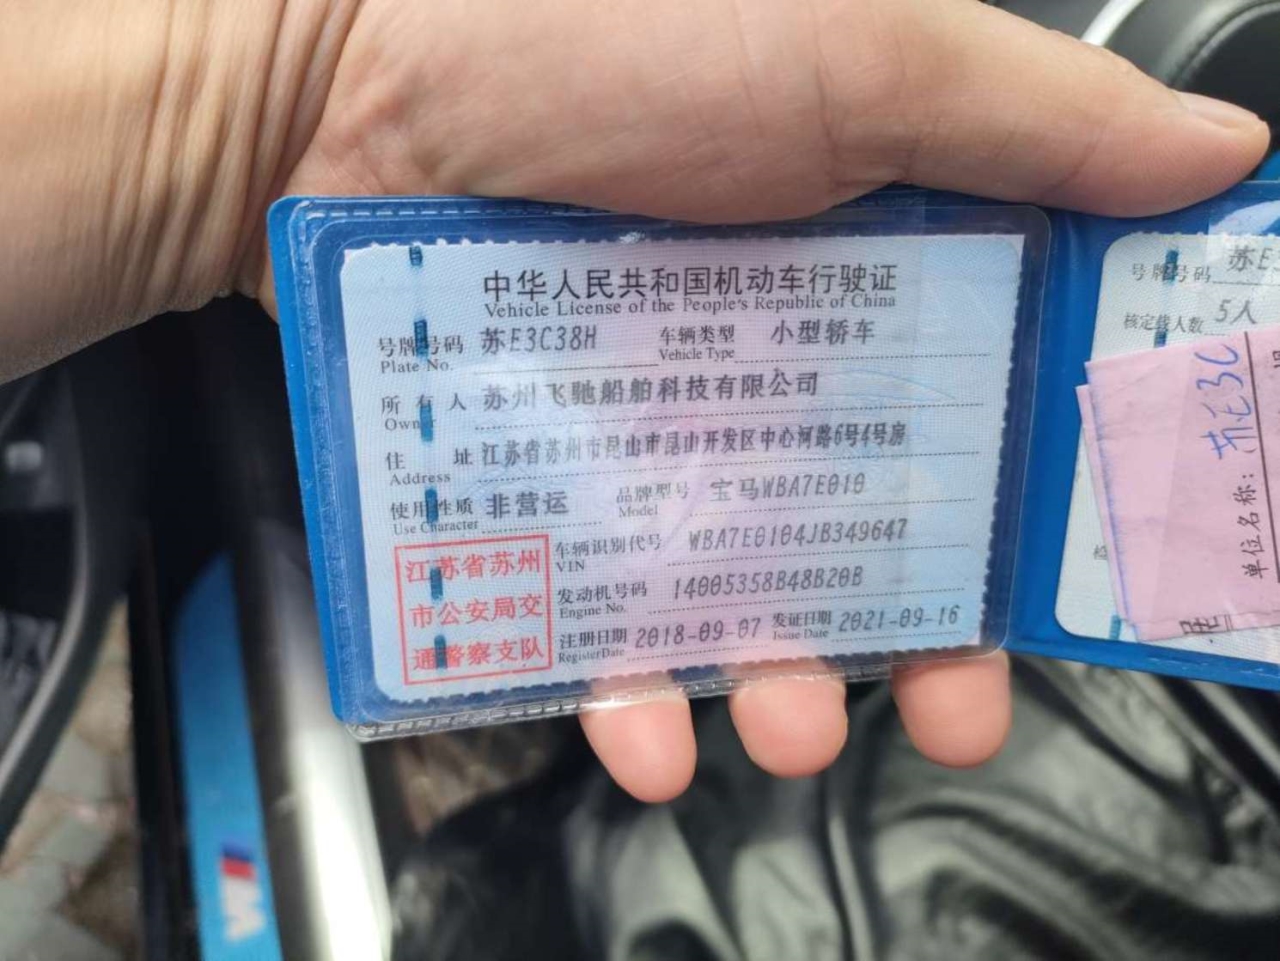 中华人民共和国机动车行驶证
Vehicle License of the People's Republic of China
号牌号码 苏E3C38H 车辆类型 小型轿车
Plate No. Vehicle Type
所有人 苏州飞驰船舶科技有限公司
Owner
住址 江苏省苏州市昆山市昆山开发区中心河路6号4号房
Address
使用性质 非营运 品牌型号 宝马WBA7E010
Use Character Model
车辆识别代号 WBA7E0104JB349647
VIN
发动机号码 14005358B48B20B
Engine No.
注册日期 2018-09-07 发证日期 2021-09-16
Register Date Issue Date
江苏省苏州
市公安局交
通警察支队
号牌号码 苏E
核定载人数 5人
苏E3C
单位名称: